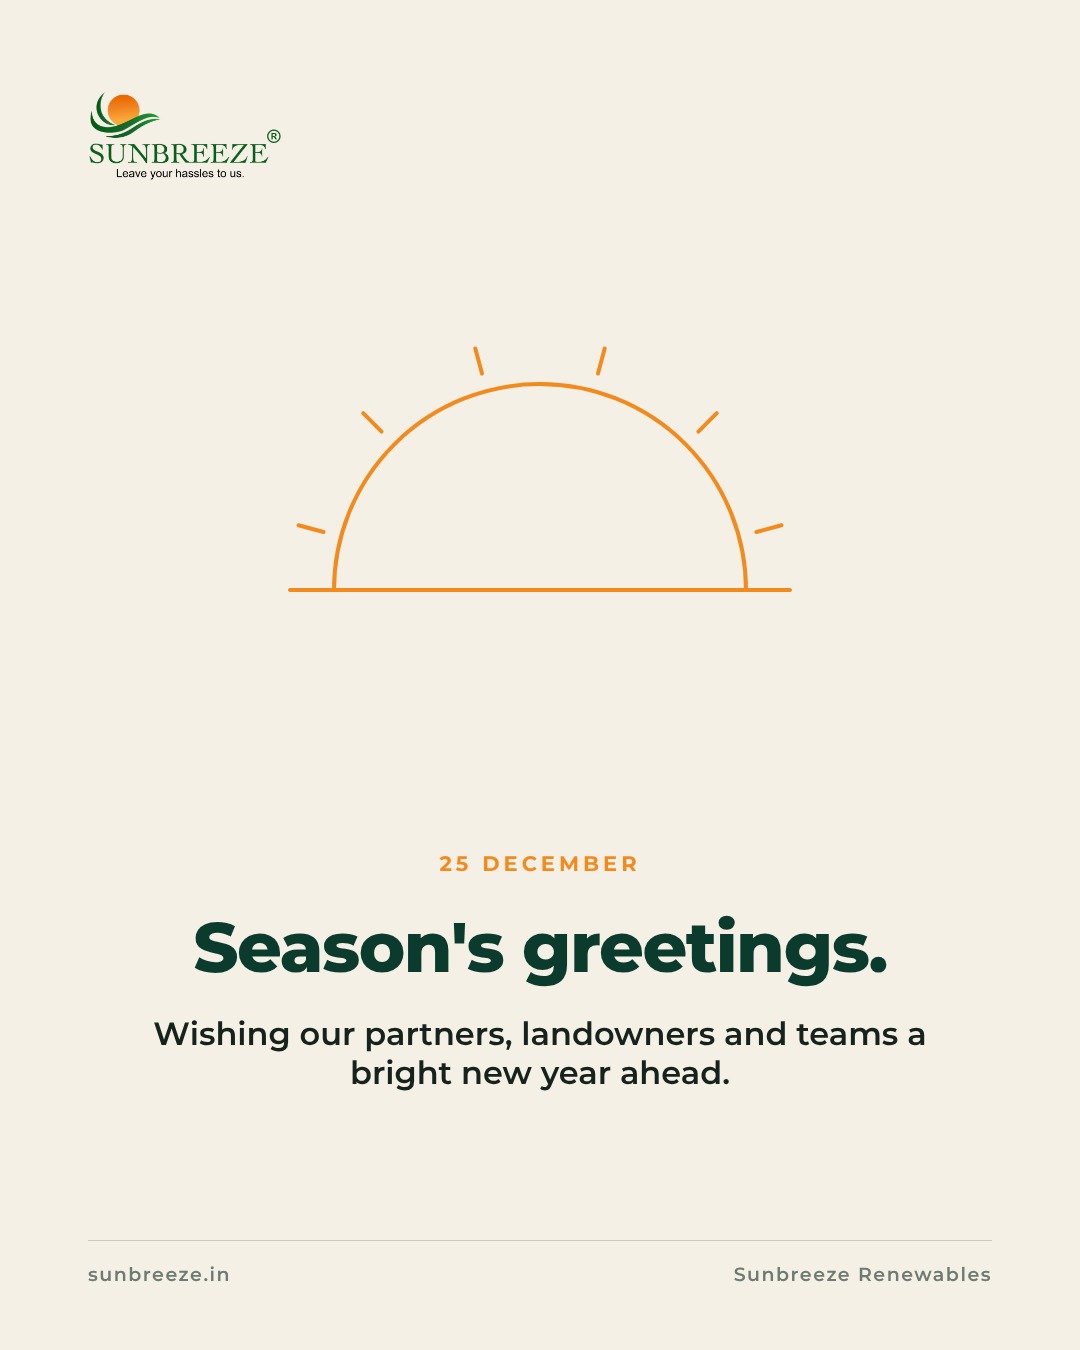 SUNBREEZE®
Leave your hassles to us.
25 DECEMBER
Season's greetings.
Wishing our partners, landowners and teams a
bright new year ahead.
sunbreeze.in
Sunbreeze Renewables